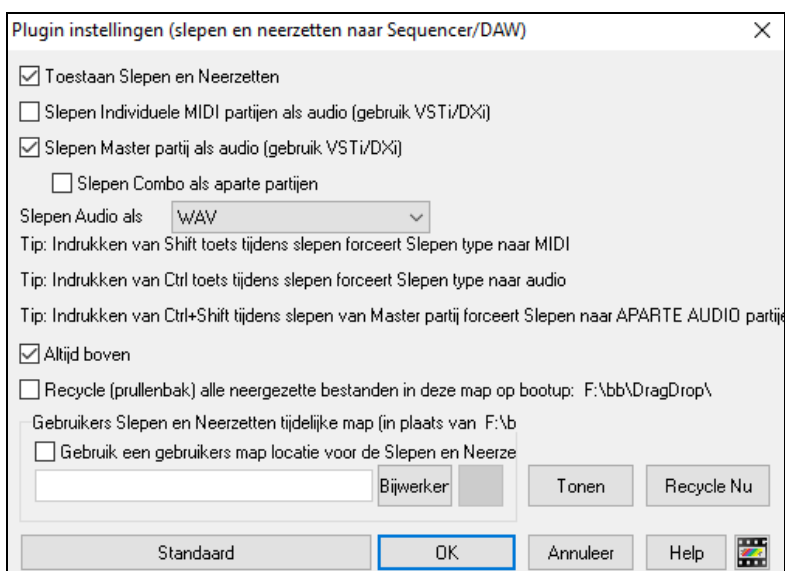 Plugin instellingen (slepen en neerzetten naar Sequencer/DAW)
Toestaan Slepen en Neerzetten
Slepen Individuele MIDI partijen als audio (gebruik VSTi/DXi)
Slepen Master partij als audio (gebruik VSTi/DXi)
Slepen Combo als aparte partijen
Slepen Audio als WAV
Tip: Indrukken van Shift toets tijdens slepen forceert Slepen type naar MIDI
Tip: Indrukken van Ctrl toets tijdens slepen forceert Slepen type naar audio
Tip: Indrukken van Ctrl+Shift tijdens slepen van Master partij forceert Slepen naar APARTE AUDIO partije
Altijd boven
Recycle (prullenbak) alle neergezette bestanden in deze map op bootup: F:\bb\DragDrop\
Gebruikers Slepen en Neerzetten tijdelijke map (in plaats van F:\b
Gebruik een gebruikers map locatie voor de Slepen en Neerze
Bijwerker Tonen Recycle Nu
Standaard OK Annuleer Help